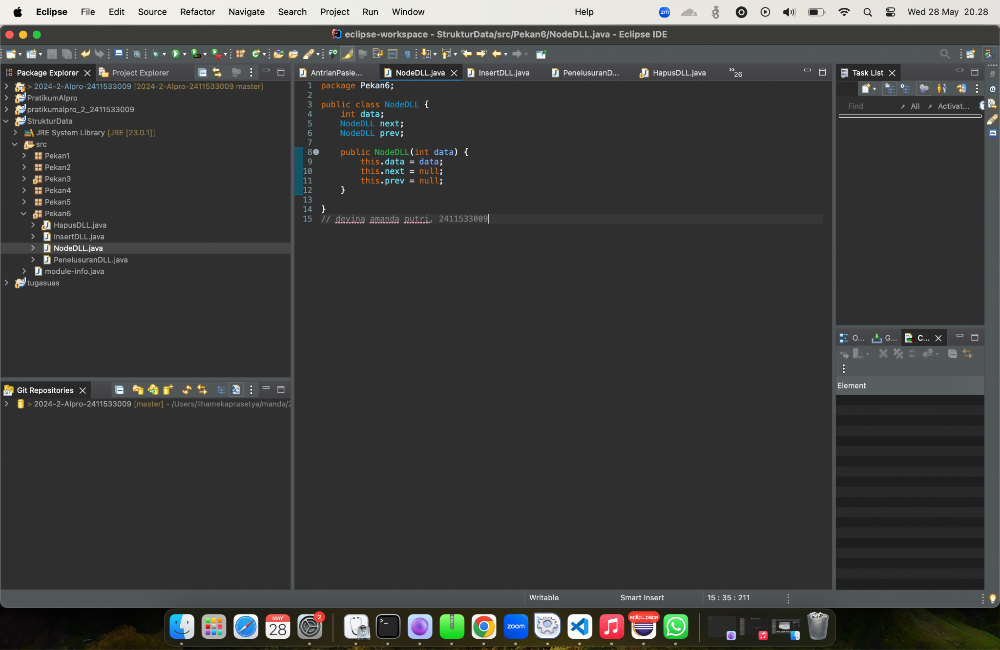 Eclipse File Edit Source Refactor Navigate Search Project Run Window Help zm Wed 28 May 20.28
eclipse-workspace - StrukturData/src/Pekan6/NodeDLL.java - Eclipse IDE
Package Explorer Project Explorer
> 2024-2-Alpro-2411533009 [2024-2-Alpro-2411533009 master]
PratikumAlpro
pratikumalpro_2_2411533009
StrukturData
JRE System Library [JRE [23.0.1]]
src
Pekan1
Pekan2
Pekan3
Pekan4
Pekan5
Pekan6
HapusDLL.java
InsertDLL.java
NodeDLL.java
PenelusuranDLL.java
module-info.java
tugasuas
Git Repositories
> 2024-2-Alpro-2411533009 [master] - /Users/ilhamekaprasetya/manda/2
AntrianPasie... NodeDLL.java InsertDLL.java PenelusuranD... HapusDLL.java »26
1 package Pekan6;
2
3 public class NodeDLL {
4 int data;
5 NodeDLL next;
6 NodeDLL prev;
7
8 public NodeDLL(int data) {
9 this.data = data;
10 this.next = null;
11 this.prev = null;
12 }
13
14 }
15 // devina amanda putri, 2411533009
Task List
Find All Activat...
O... G... C...
Element
Writable Smart Insert 15 : 35 : 211
MAY
28
2
zoom
eclip...pace